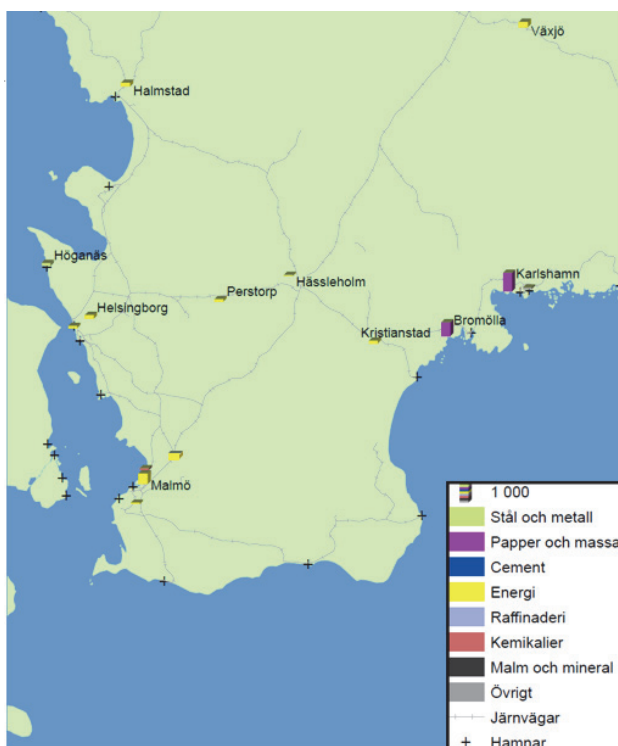 Växjö
Halmstad
Höganäs
Helsingborg
Perstorp
Hässleholm
Karlshamn
Bromölla
Kristianstad
Malmö
1 000
Stål och metall
Papper och massa
Cement
Energi
Raffinaderi
Kemikalier
Malm och mineral
Övrigt
Järnvägar
Hamnar